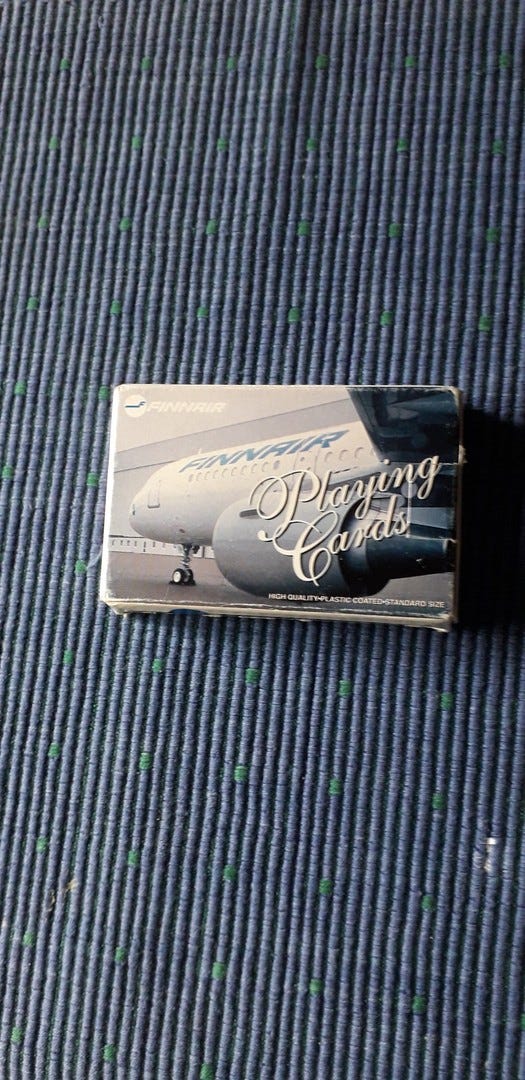 FINNAIR
FINNAIR
Playing
Cards
HIGH QUALITY•PLASTIC COATED•STANDARD SIZE